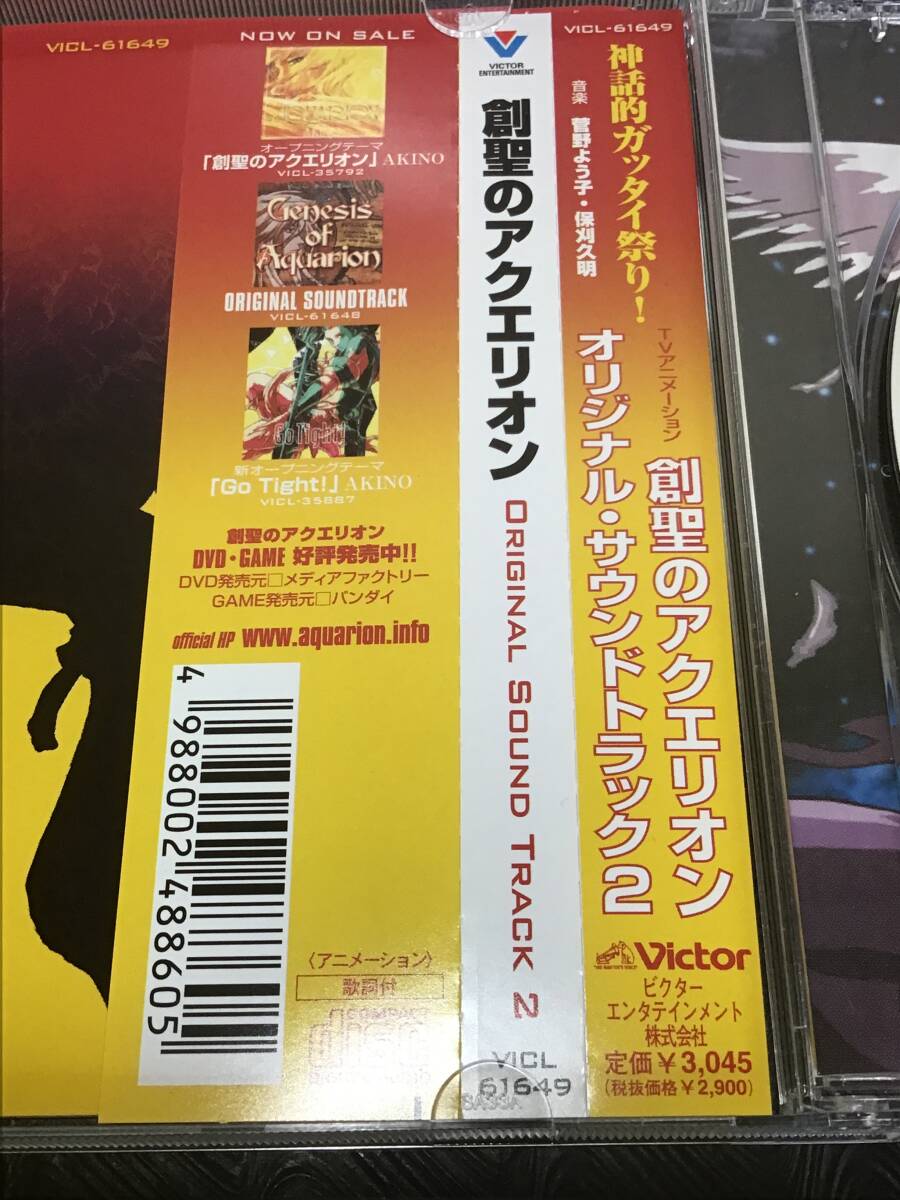 VICL-61649
NOW ON SALE
オープニングテーマ
「創聖のアクエリオン」AKINO
VICL-35792
Genesis
of
Aquarion
ORIGINAL SOUNDTRACK
VICL-61648
Go Tight!
新オープニングテーマ
「Go Tight!」AKINO
VICL-35887
創聖のアクエリオン
DVD・GAME 好評発売中!!
DVD発売元□メディアファクトリー
GAME発売元□バンダイ
official HP www.aquarion.info
4 988002 488605
〈アニメーション〉
歌詞付
COMPACT
VICTOR
ENTERTAINMENT
創聖のアクエリオン
ORIGINAL SOUND TRACK 2
VICL
61649
VICL-61649
神話的ガッタイ祭り!
音楽 菅野よう子・保刈久明
TVアニメーション
創聖のアクエリオン
オリジナル・サウンドトラック2
Victor
ビクター
エンタテインメント
株式会社
定価¥3,045
(税抜価格¥2,900)